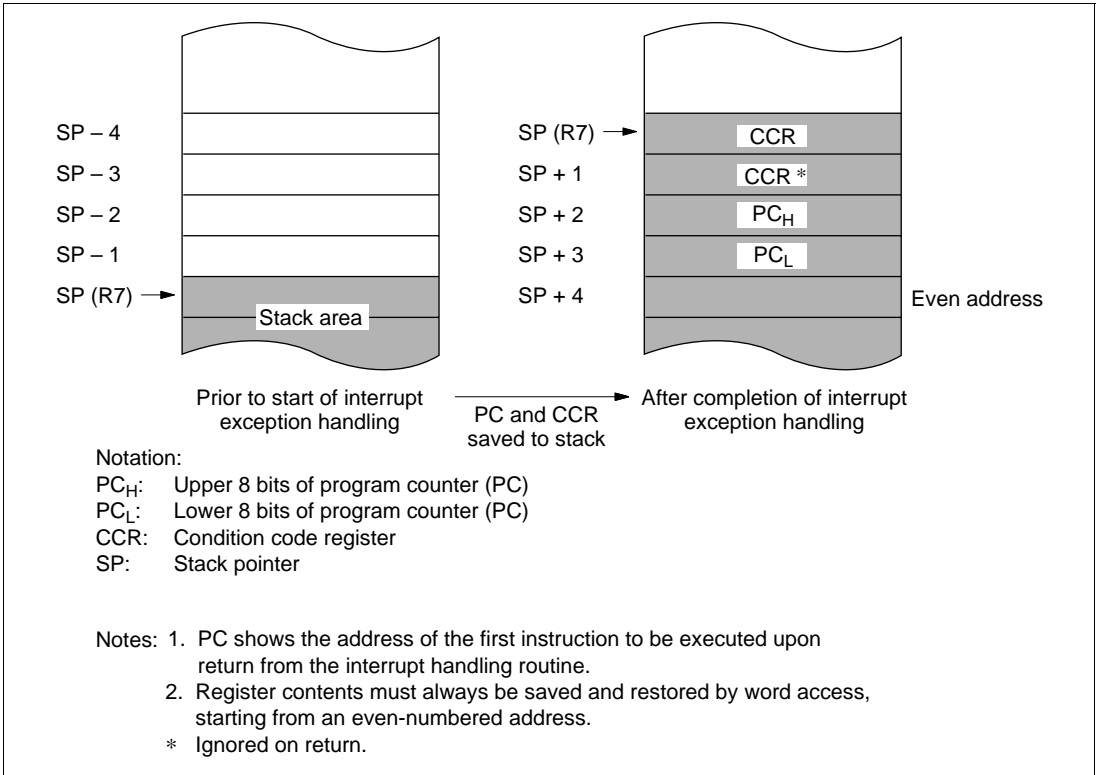 SP – 4
SP – 3
SP – 2
SP – 1
SP (R7)
Stack area
SP (R7)
SP + 1
SP + 2
SP + 3
SP + 4
CCR
CCR *
PCH
PCL
Even address
Prior to start of interrupt
exception handling
PC and CCR
saved to stack
After completion of interrupt
exception handling
Notation:
PCH: Upper 8 bits of program counter (PC)
PCL: Lower 8 bits of program counter (PC)
CCR: Condition code register
SP: Stack pointer
Notes: 1. PC shows the address of the first instruction to be executed upon
return from the interrupt handling routine.
2. Register contents must always be saved and restored by word access,
starting from an even-numbered address.
* Ignored on return.